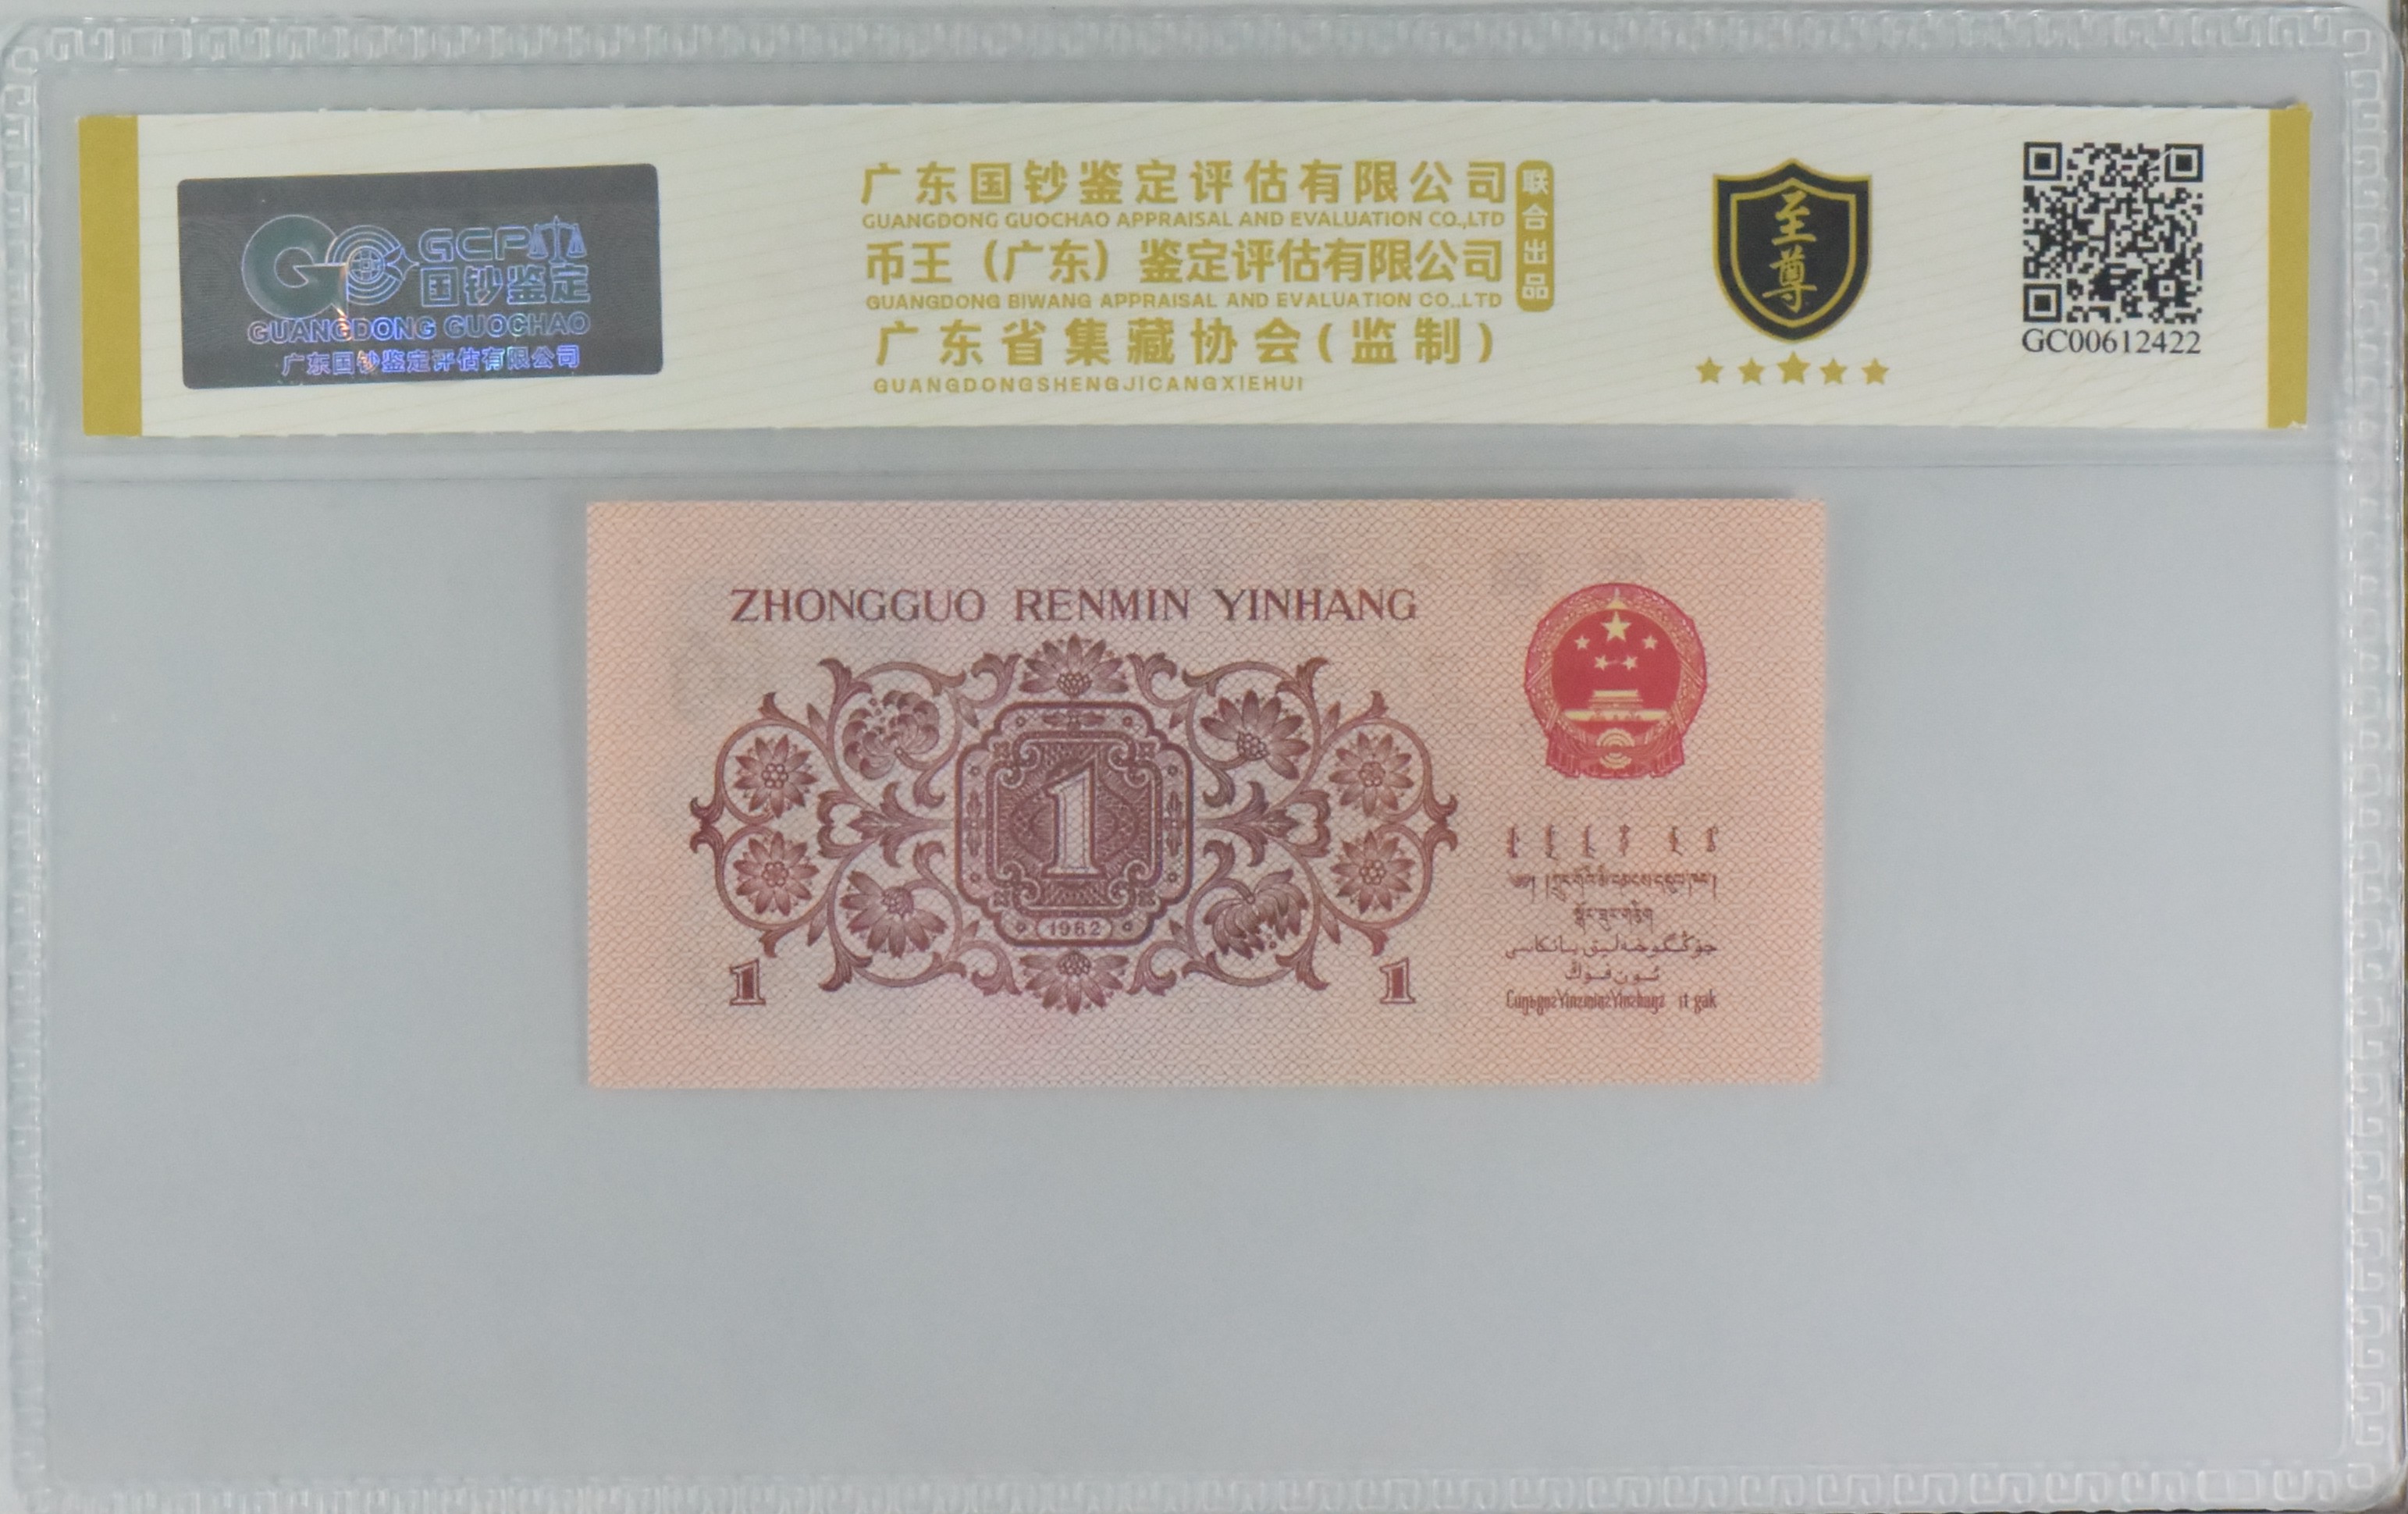 GCP
国钞鉴定
GUANGDONG GUOCHAO
广东国钞鉴定评估有限公司
广东国钞鉴定评估有限公司
GUANGDONG GUOCHAO APPRAISAL AND EVALUATION CO.,LTD
币王（广东）鉴定评估有限公司
GUANGDONG BIWANG APPRAISAL AND EVALUATION CO.,LTD
广东省集藏协会(监制)
GUANGDONGSHENGJICANGXIEHUI
联合出品
至尊
GC00612422
ZHONGGUO RENMIN YINHANG
1
1962
1
1